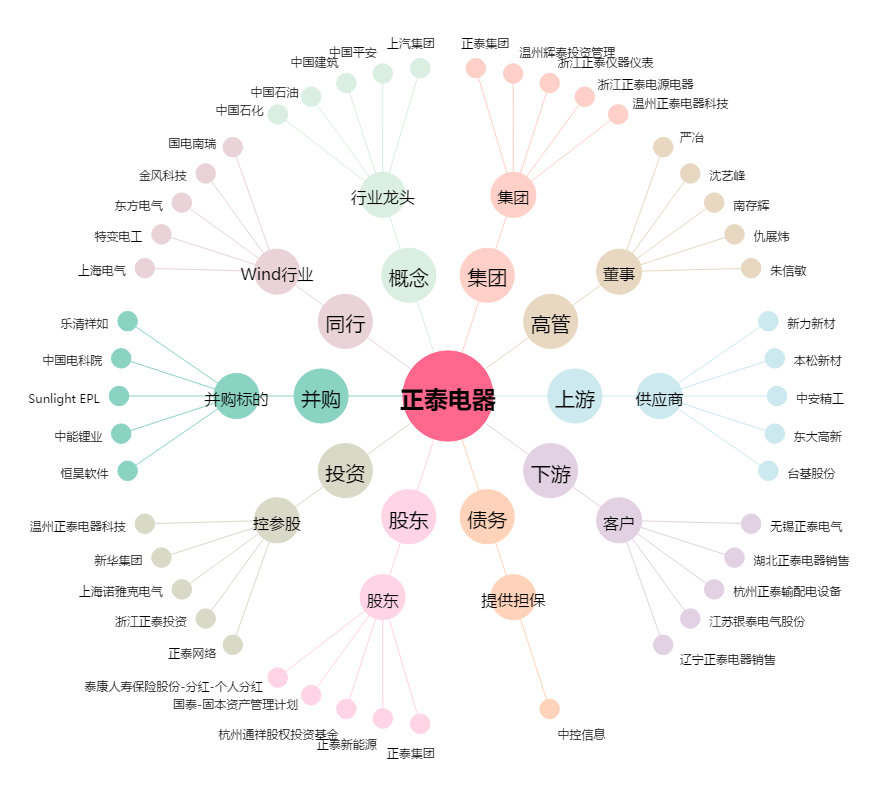 上汽集团
正泰集团
中国平安
温州辉泰投资管理
中国建筑
浙江正泰仪器仪表
中国石油
浙江正泰电源电器
中国石化
温州正泰电器科技
国电南瑞
严冶
金风科技
沈艺峰
行业龙头
集团
东方电气
南存辉
特变电工
仇展炜
上海电气
Wind行业
概念
集团
董事
朱信敏
乐清祥如
同行
高管
新力新材
中国电科院
本松新材
Sunlight EPL
并购标的
并购
正泰电器
上游
供应商
中安精工
中能锂业
东大高新
恒昊软件
投资
下游
台基股份
温州正泰电器科技
控参股
股东
债务
客户
无锡正泰电气
新华集团
湖北正泰电器销售
上海诺雅克电气
杭州正泰输配电设备
浙江正泰投资
股东
提供担保
江苏银泰电气股份
正泰网络
辽宁正泰电器销售
泰康人寿保险股份-分红-个人分红
国泰-固本资产管理计划
杭州通祥股权投资基金
中控信息
正泰新能源
正泰集团